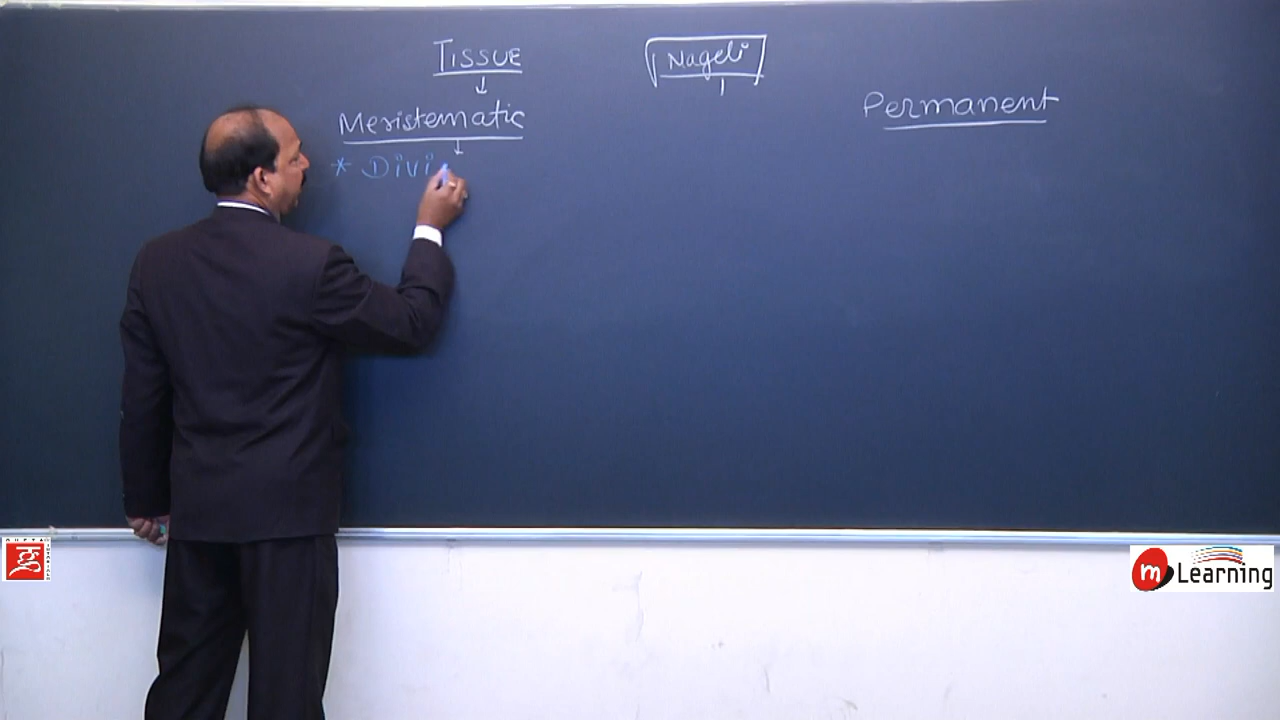 TISSUE
Nageli
Meristematic
Permanent
* Divi
m Learning